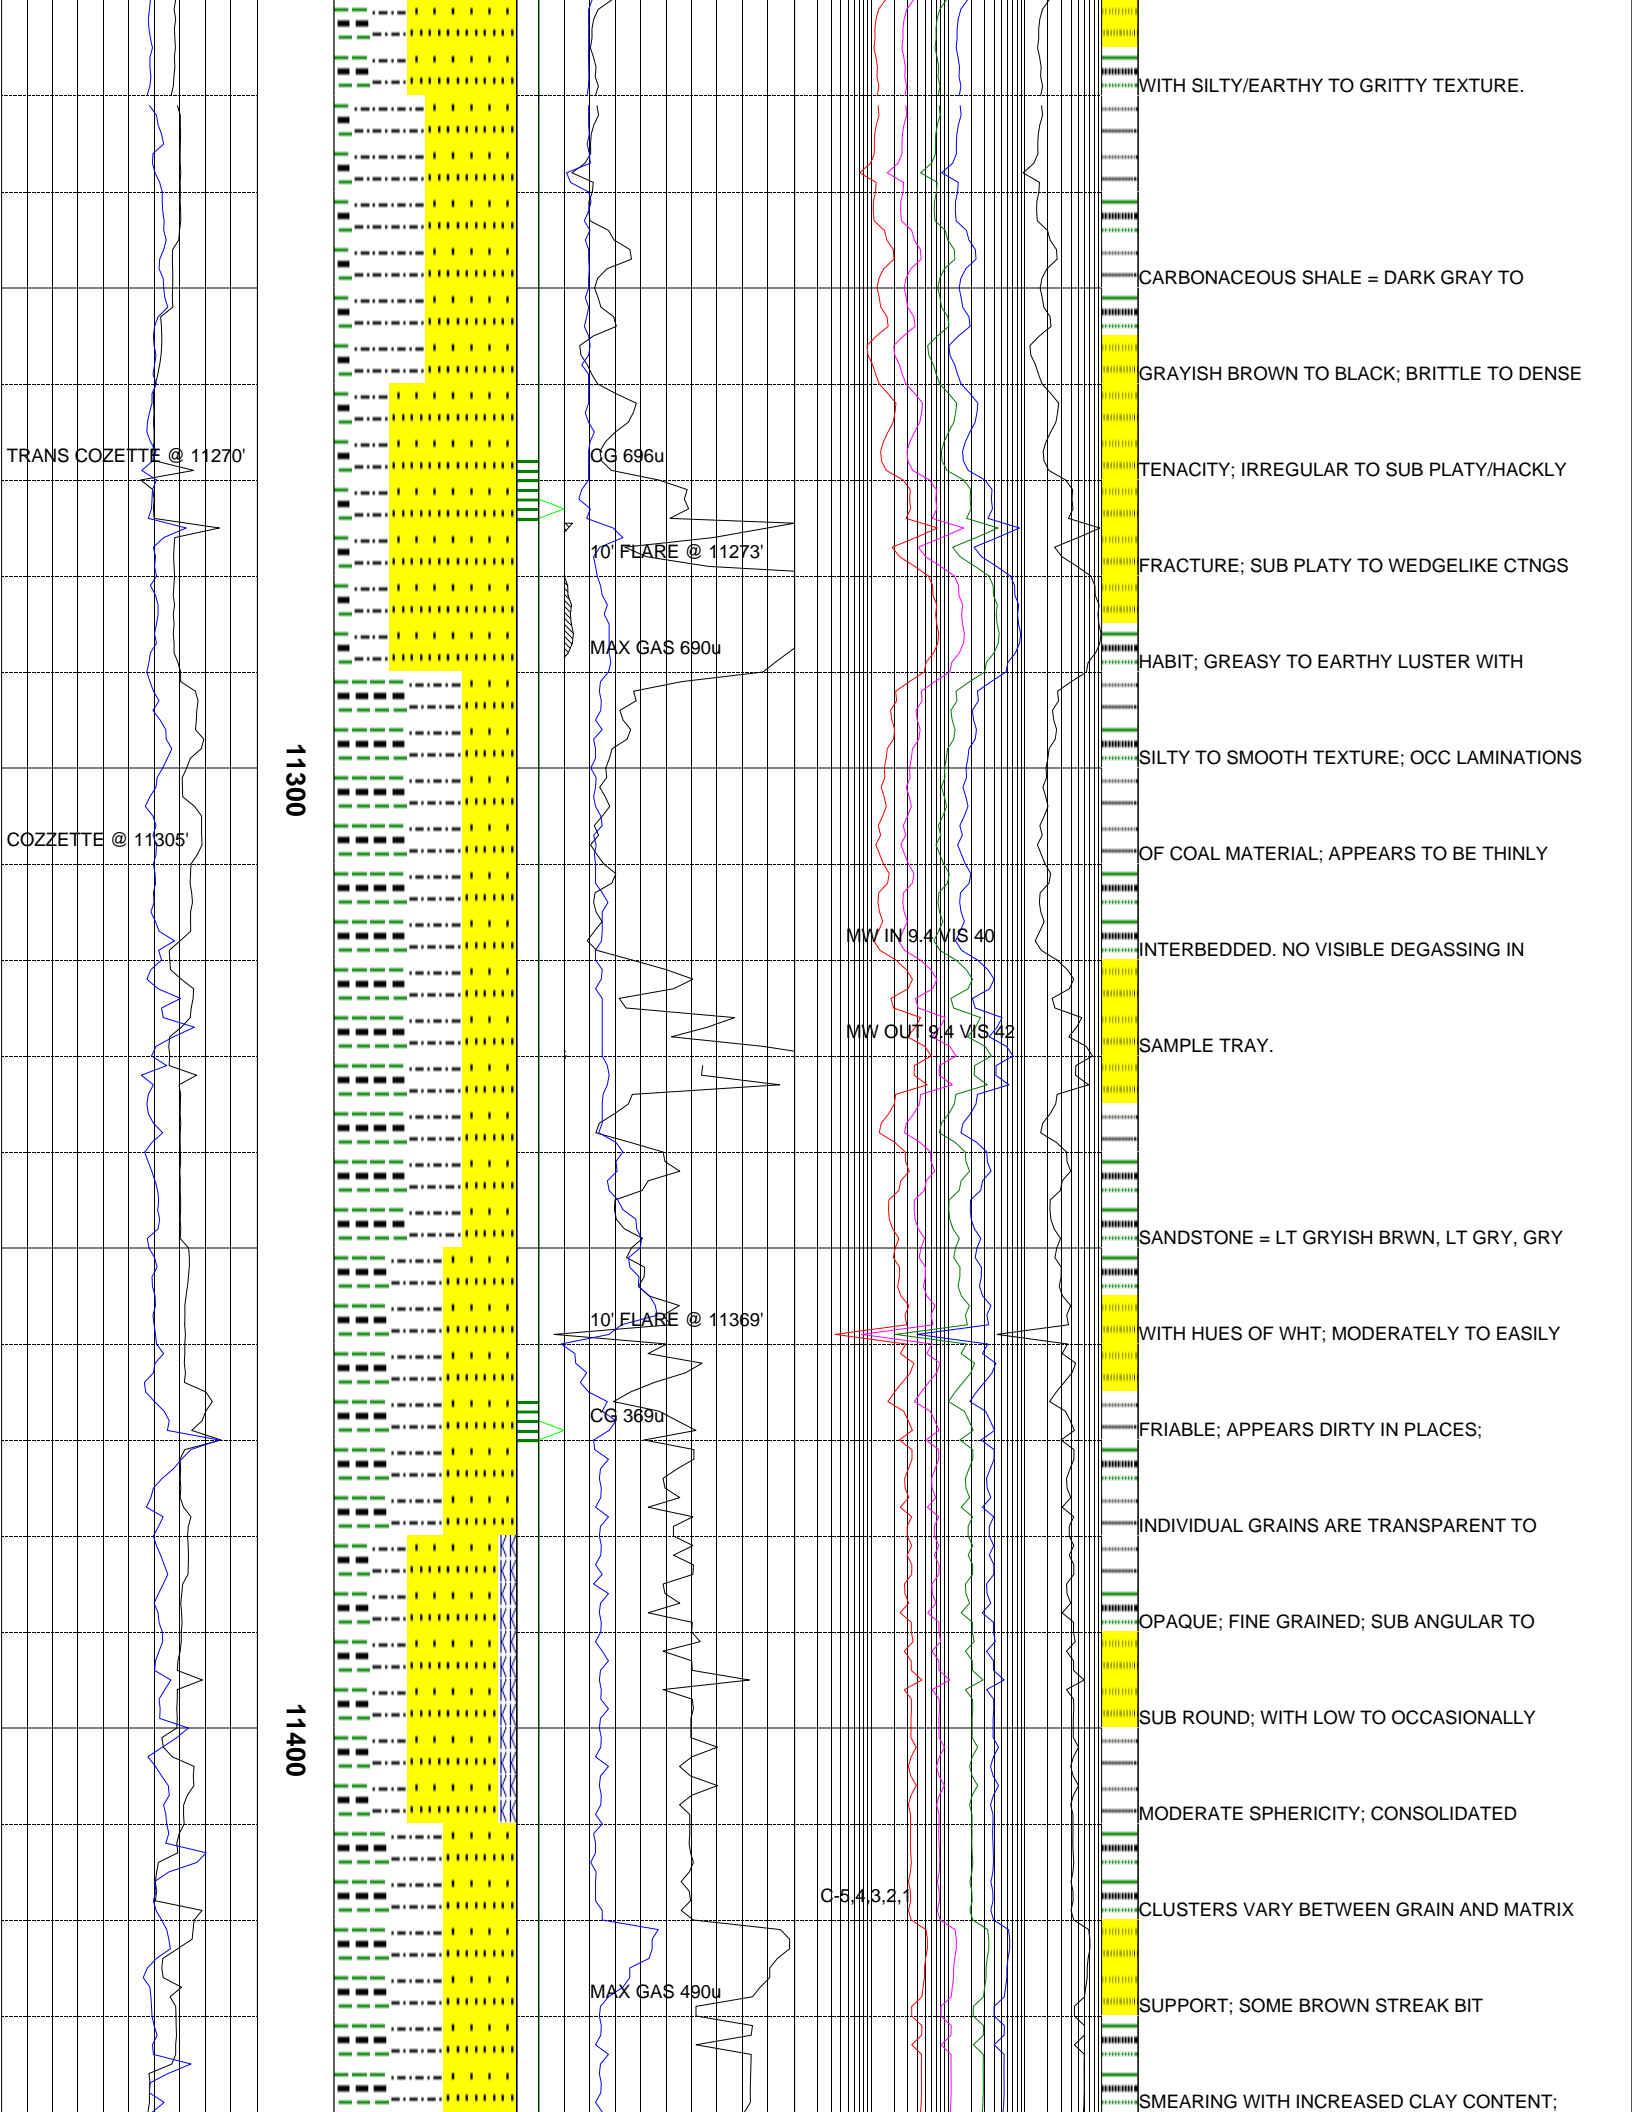 WITH SILTY/EARTHY TO GRITTY TEXTURE.
CARBONACEOUS SHALE = DARK GRAY TO
GRAYISH BROWN TO BLACK; BRITTLE TO DENSE
TRANS COZETTE @ 11270'
CG 696u
TENACITY; IRREGULAR TO SUB PLATY/HACKLY
10' FLARE @ 11273'
FRACTURE; SUB PLATY TO WEDGELIKE CTNGS
MAX GAS 690u
HABIT; GREASY TO EARTHY LUSTER WITH
11300
SILTY TO SMOOTH TEXTURE; OCC LAMINATIONS
COZZETTE @ 11305'
OF COAL MATERIAL; APPEARS TO BE THINLY
MW IN 9.4 VIS 40
INTERBEDDED. NO VISIBLE DEGASSING IN
MW OUT 9.4 VIS 42
SAMPLE TRAY.
SANDSTONE = LT GRYISH BRWN, LT GRY, GRY
10' FLARE @ 11369'
WITH HUES OF WHT; MODERATELY TO EASILY
CG 369u
FRIABLE; APPEARS DIRTY IN PLACES;
INDIVIDUAL GRAINS ARE TRANSPARENT TO
OPAQUE; FINE GRAINED; SUB ANGULAR TO
11400
SUB ROUND; WITH LOW TO OCCASIONALLY
MODERATE SPHERICITY; CONSOLIDATED
C-5,4,3,2,1
CLUSTERS VARY BETWEEN GRAIN AND MATRIX
MAX GAS 490u
SUPPORT; SOME BROWN STREAK BIT
SMEARING WITH INCREASED CLAY CONTENT;